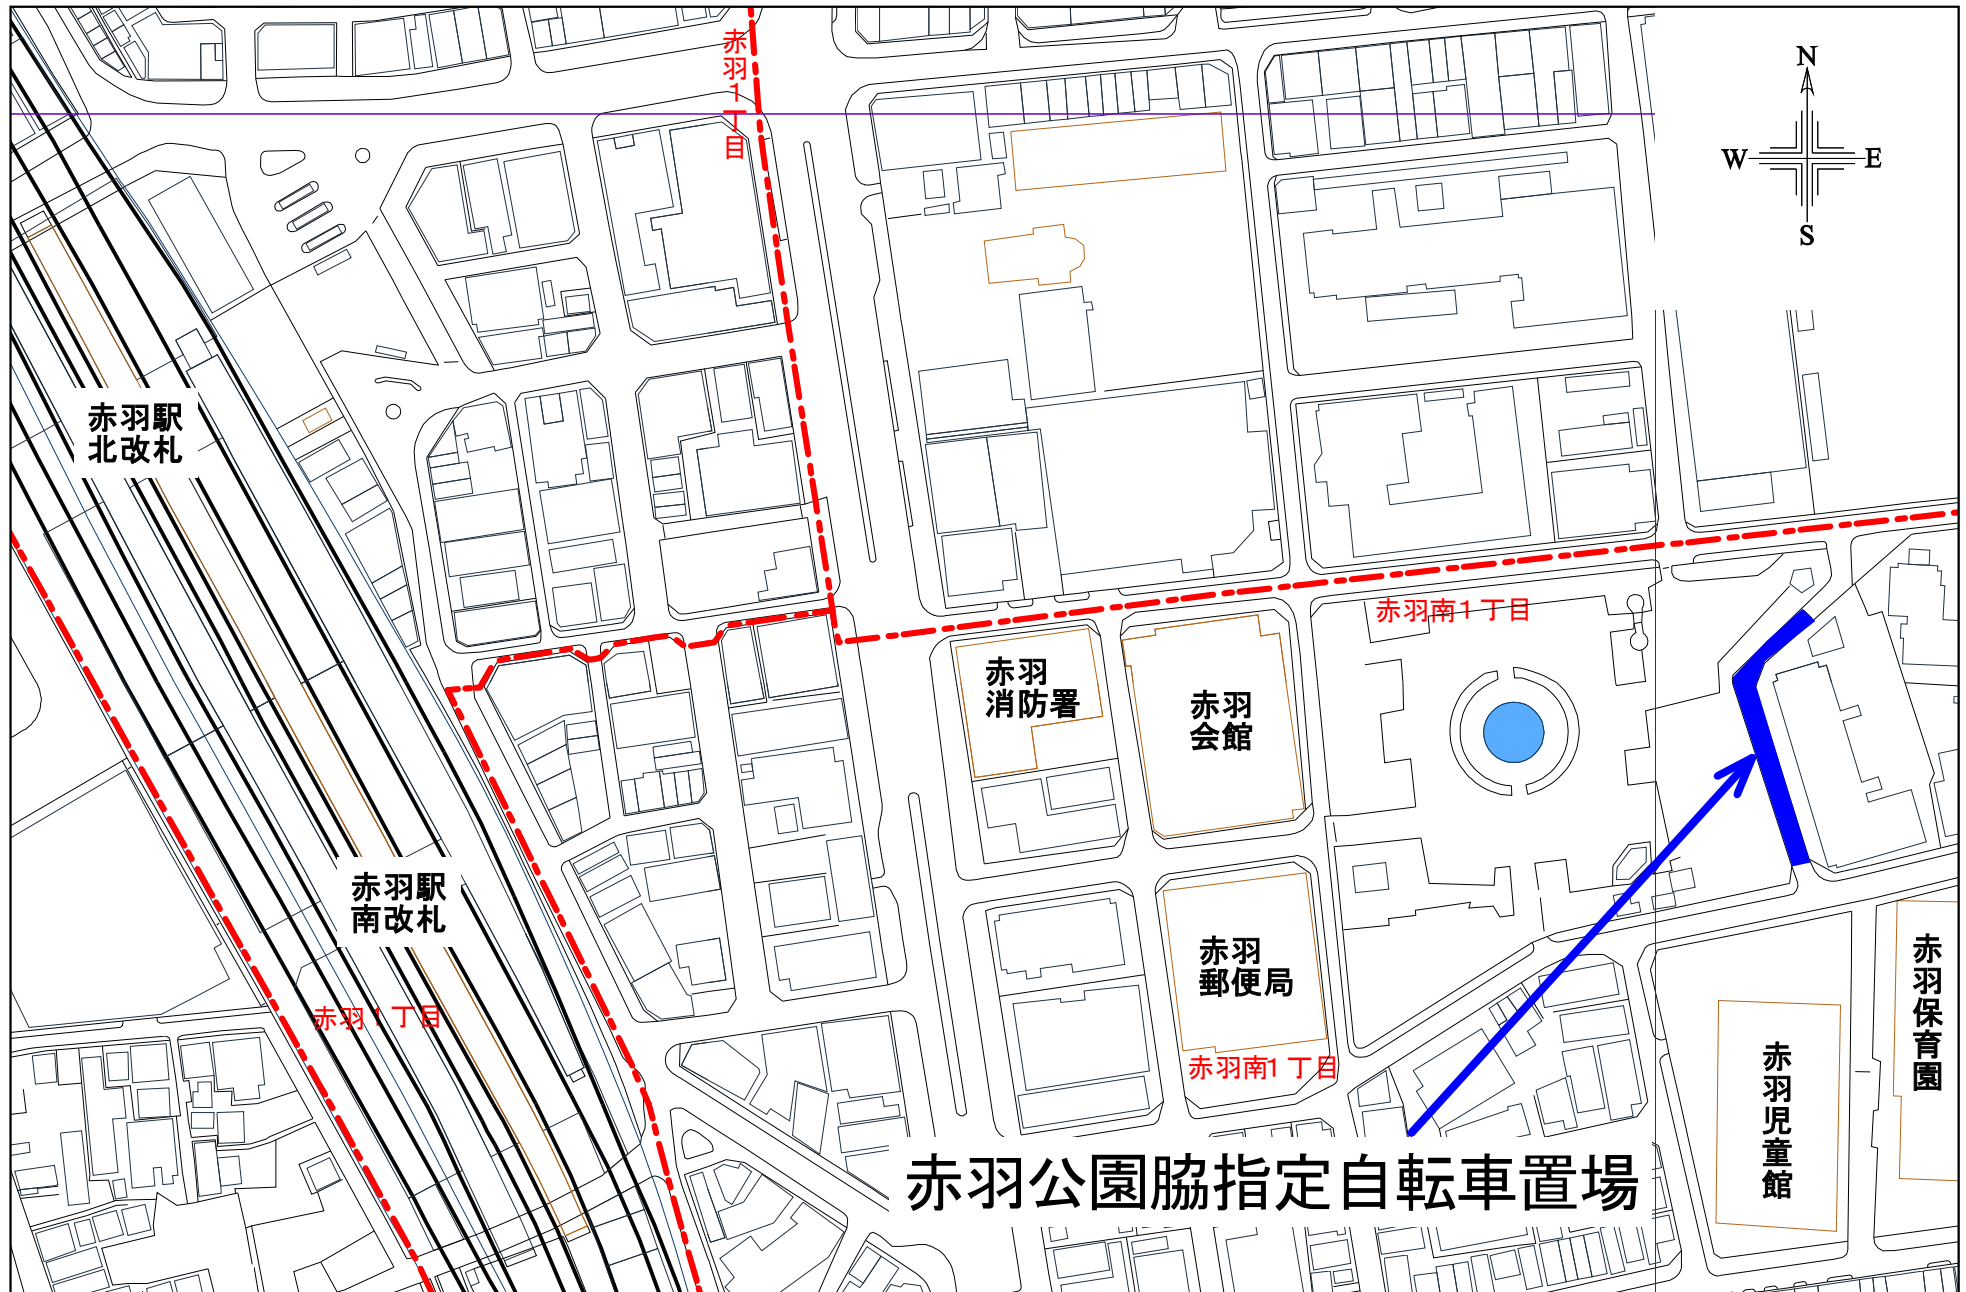 赤羽1丁目
N
W
E
S
赤羽駅
北改札
赤羽南1丁目
赤羽
消防署
赤羽
会館
赤羽駅
南改札
赤羽
郵便局
赤羽1丁目
赤羽南1丁目
赤羽保育園
赤羽児童館
赤羽公園脇指定自転車置場